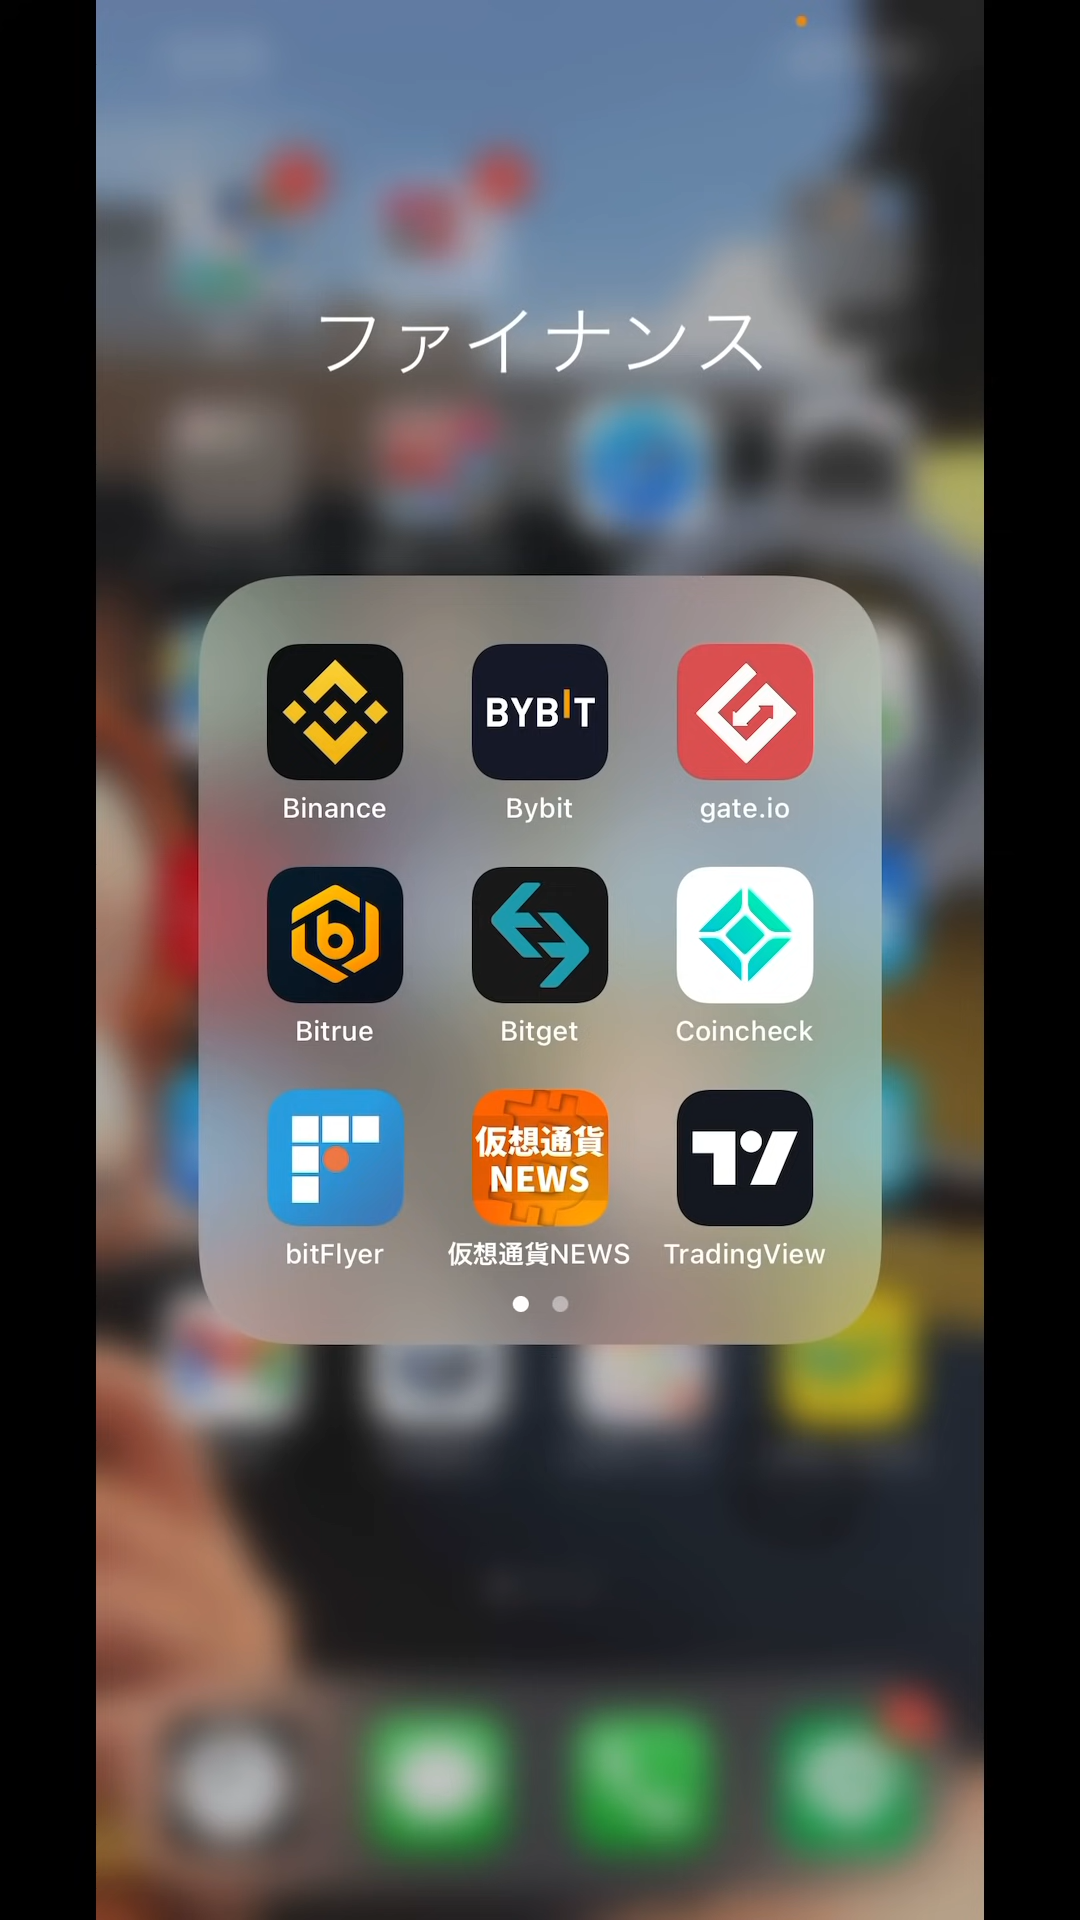 ファイナンス
BYBIT
Binance
Bybit
gate.io
Bitrue
Bitget
Coincheck
仮想通貨
NEWS
bitFlyer
仮想通貨NEWS
TradingView